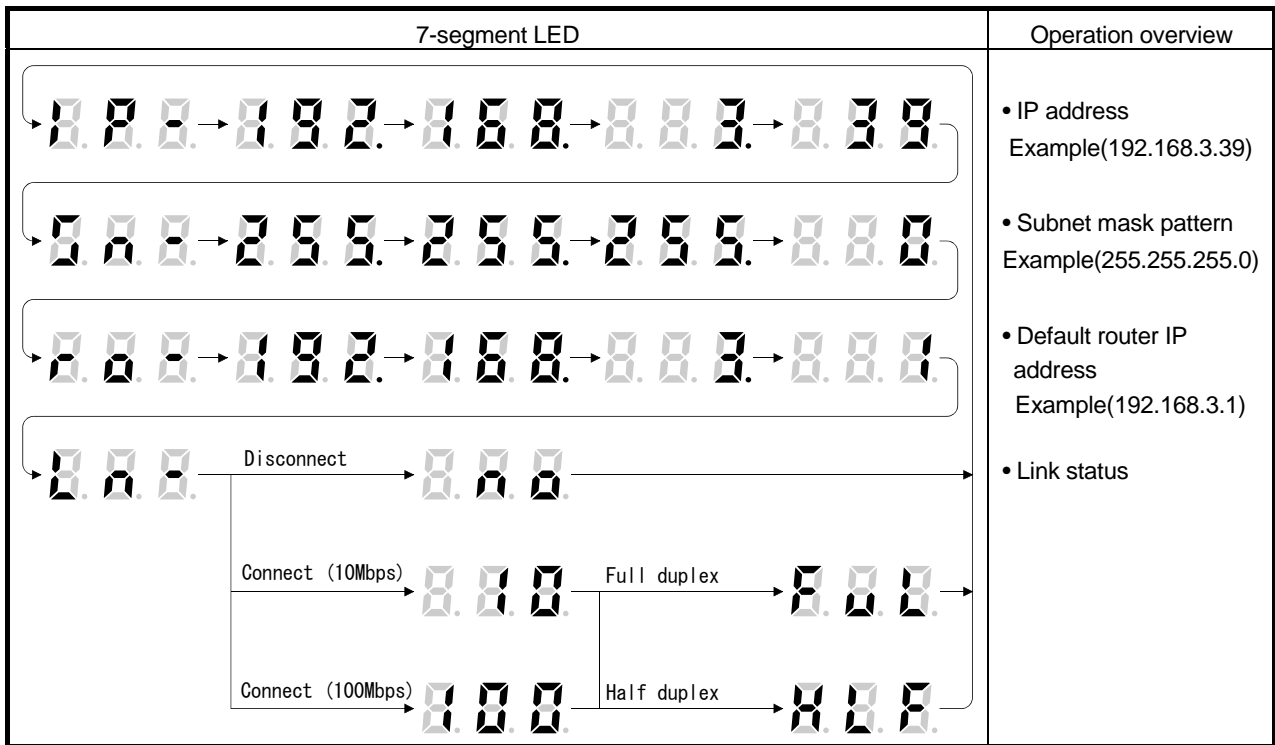 7-segment LED
Operation overview
IP- 192. 168. 3. 39
• IP address
Example(192.168.3.39)
Sn- 255. 255. 255. 0
• Subnet mask pattern
Example(255.255.255.0)
ro- 192. 168. 3. 1
• Default router IP
address
Example(192.168.3.1)
Ln- Disconnect no
• Link status
Connect (10Mbps) 10 Full duplex FuL
Connect (100Mbps) 100 Half duplex HLF